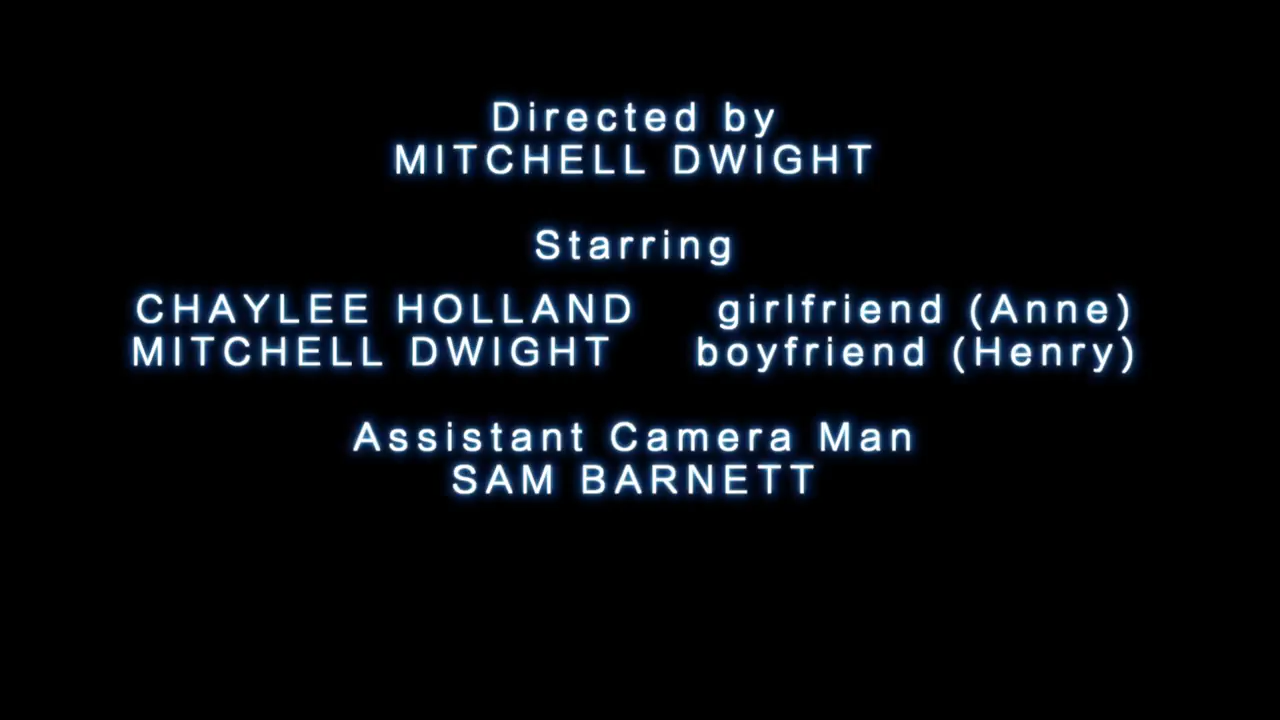 Directed by
MITCHELL DWIGHT
Starring
CHAYLEE HOLLAND girlfriend (Anne)
MITCHELL DWIGHT boyfriend (Henry)
Assistant Camera Man
SAM BARNETT